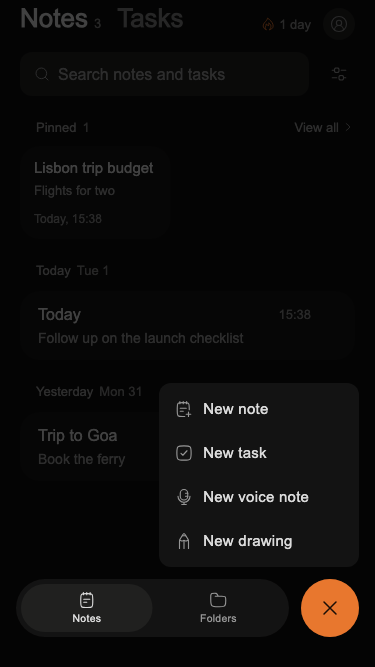 Notes 3 Tasks
1 day
Search notes and tasks
Pinned 1
View all
Lisbon trip budget
Flights for two
Today, 15:38
Today Tue 1
Today 15:38
Follow up on the launch checklist
Yesterday Mon 31
Trip to Goa
Book the ferry
New note
New task
New voice note
New drawing
Notes
Folders